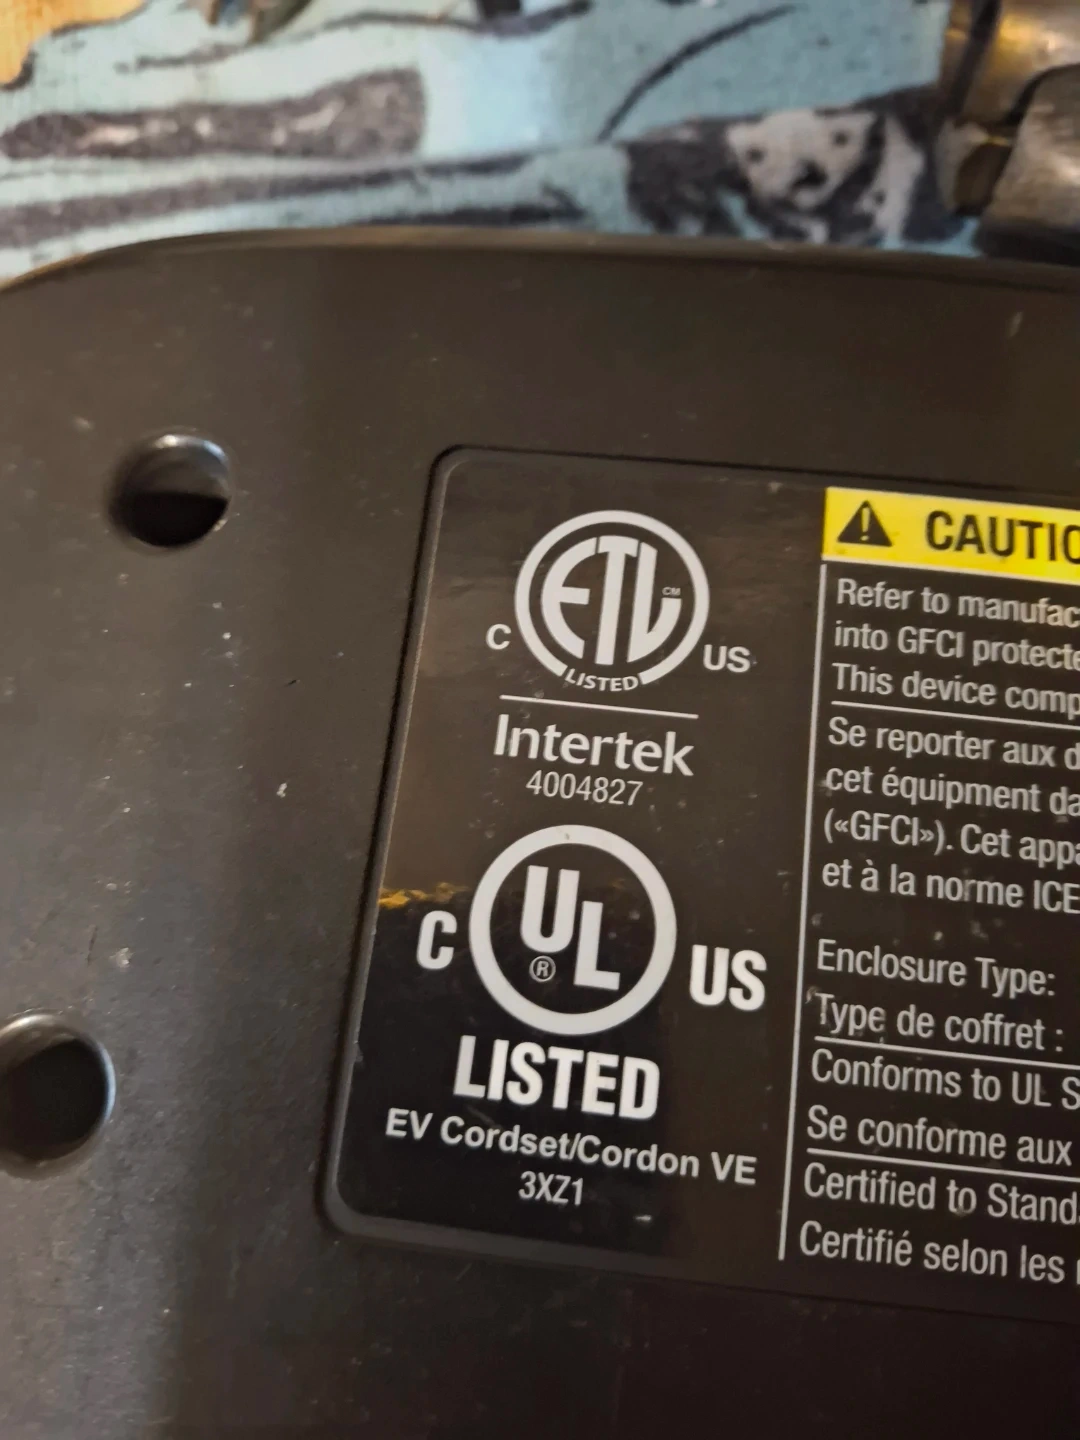 ETL CM
C US
LISTED
Intertek
4004827
C UL ® US
LISTED
EV Cordset/Cordon VE
3XZ1
CAUTIO
Refer to manufac
into GFCI protecte
This device comp
Se reporter aux d
cet équipement da
(«GFCI»). Cet appa
et à la norme ICE
Enclosure Type:
Type de coffret :
Conforms to UL S
Se conforme aux
Certified to Stand
Certifié selon les